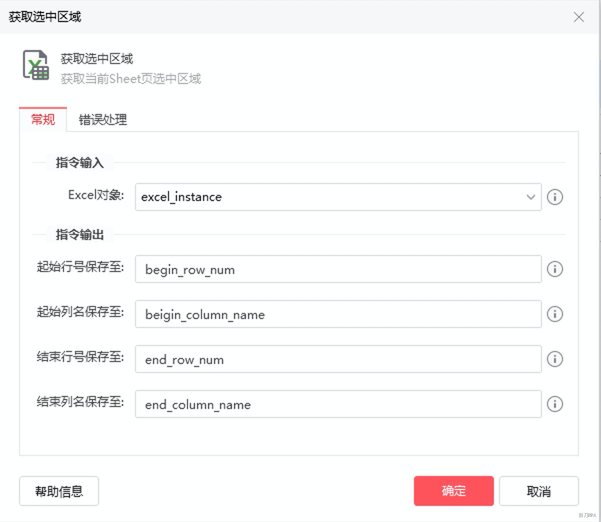 获取选中区域
获取选中区域
获取当前Sheet页选中区域
常规 错误处理
指令输入
Excel对象: excel_instance
指令输出
起始行号保存至: begin_row_num
起始列名保存至: beigin_column_name
结束行号保存至: end_row_num
结束列名保存至: end_column_name
帮助信息 确定 取消